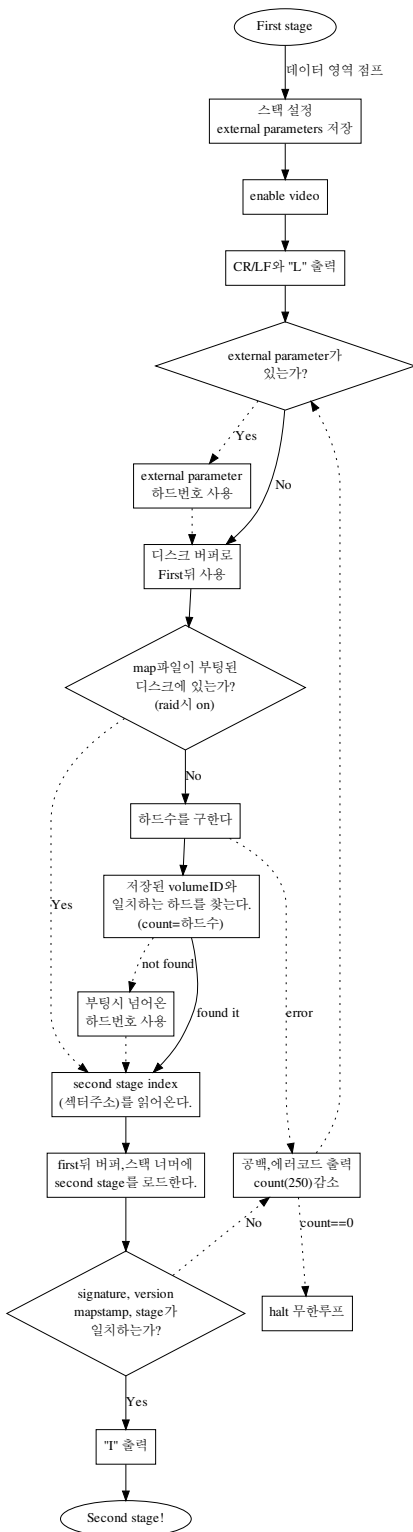 First stage
데이터 영역 점프
스택 설정
external parameters 저장
enable video
CR/LF와 "L" 출력
external parameter가
있는가?
Yes
external parameter
하드번호 사용
No
디스크 버퍼로
First뒤 사용
map파일이 부팅된
디스크에 있는가?
(raid시 on)
No
하드수를 구한다
Yes
저장된 volumeID와
일치하는 하드를 찾는다.
(count=하드수)
not found
부팅시 넘어온
하드번호 사용
found it
error
second stage index
(섹터주소)를 읽어온다.
first뒤 버퍼,스택 너머에
second stage를 로드한다.
공백,에러코드 출력
count(250)감소
No
count==0
signature, version
mapstamp, stage가
일치하는가?
halt 무한루프
Yes
"I" 출력
Second stage!